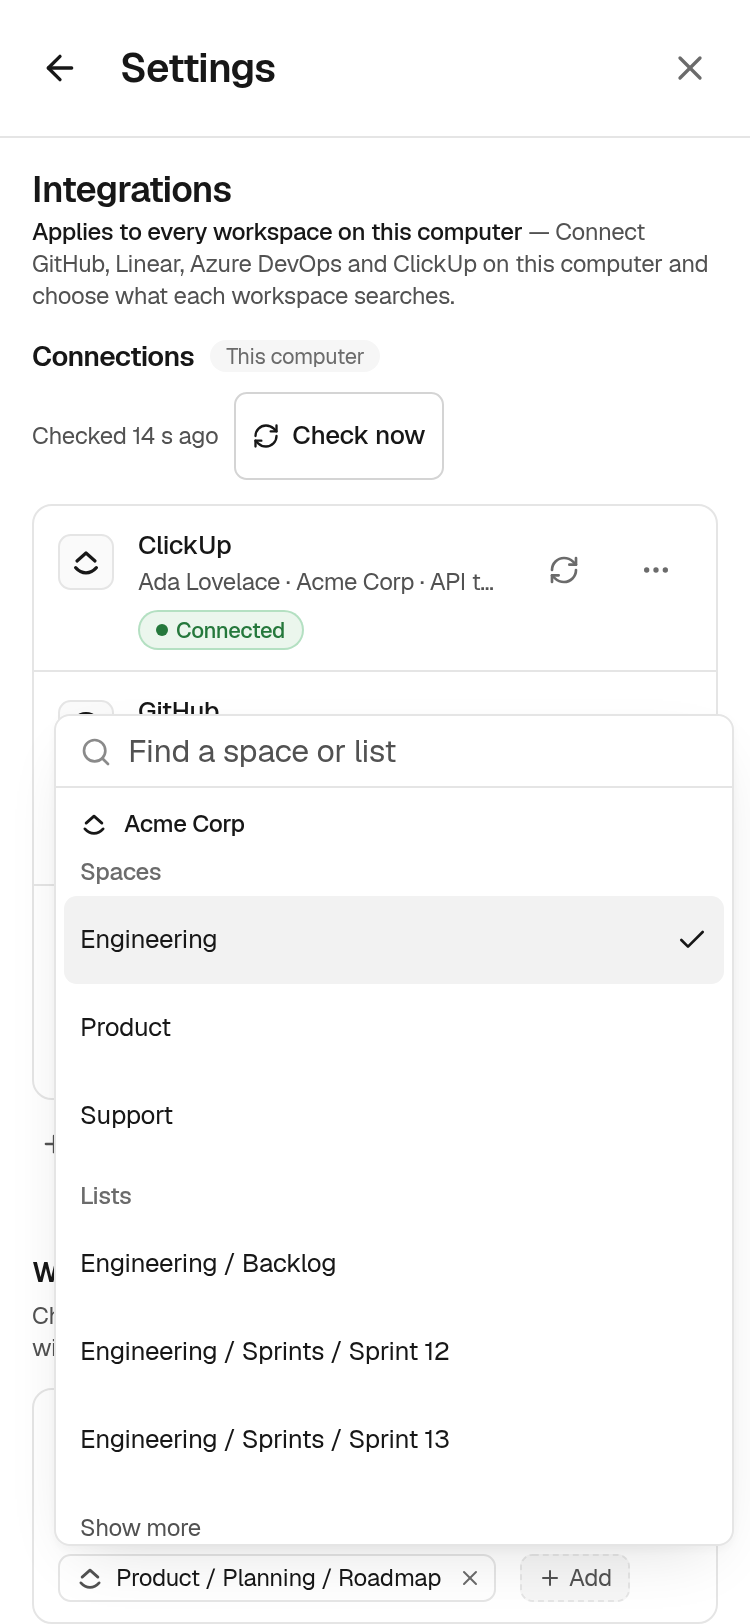 Settings
Integrations
Applies to every workspace on this computer — Connect
GitHub, Linear, Azure DevOps and ClickUp on this computer and
choose what each workspace searches.
Connections This computer
Checked 14 s ago Check now
ClickUp
Ada Lovelace · Acme Corp · API t...
Connected
GitHub
Find a space or list
Acme Corp
Spaces
Engineering
Product
Support
Lists
Engineering / Backlog
Engineering / Sprints / Sprint 12
Engineering / Sprints / Sprint 13
Show more
Product / Planning / Roadmap
Add